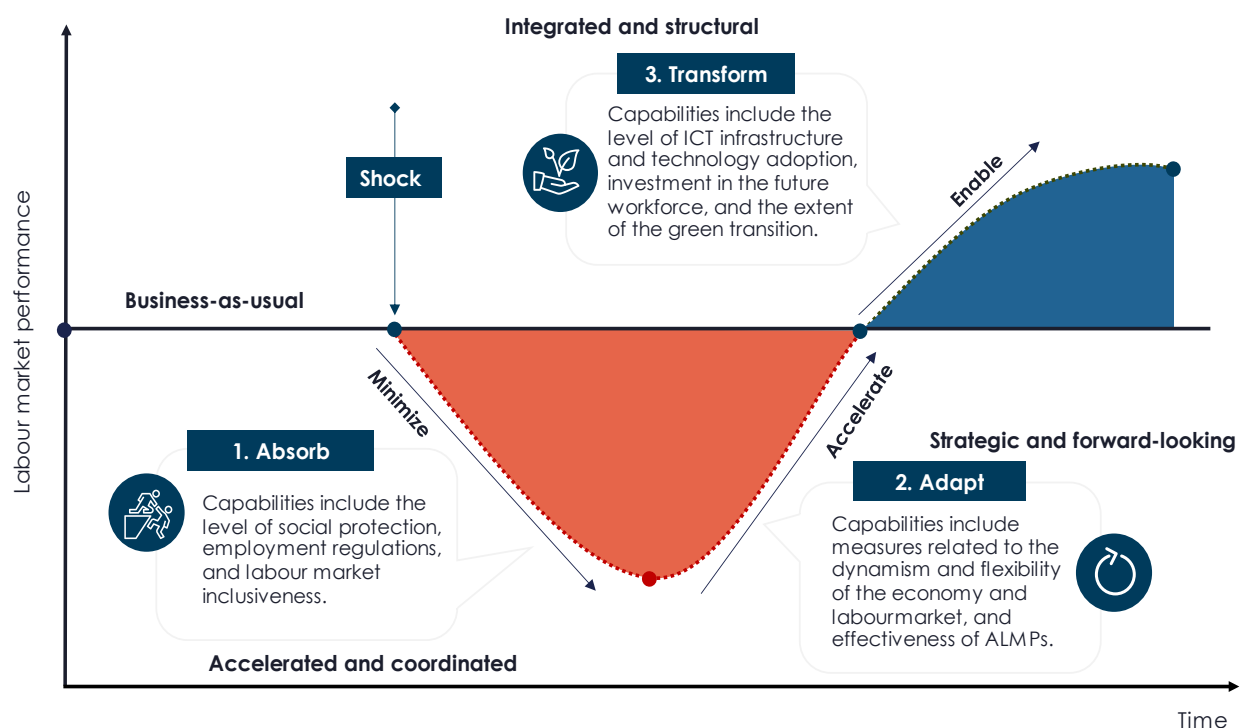 Integrated and structural
3. Transform
Capabilities include the
level of ICT infrastructure
and technology adoption,
investment in the future
workforce, and the extent
of the green transition.
Shock
Enable
Labour market performance
Business-as-usual
Minimize
Accelerate
Strategic and forward-looking
1. Absorb
Capabilities include the
level of social protection,
employment regulations,
and labour market
inclusiveness.
2. Adapt
Capabilities include
measures related to the
dynamism and flexibility
of the economy and
labourmarket, and
effectiveness of ALMPs.
Accelerated and coordinated
Time